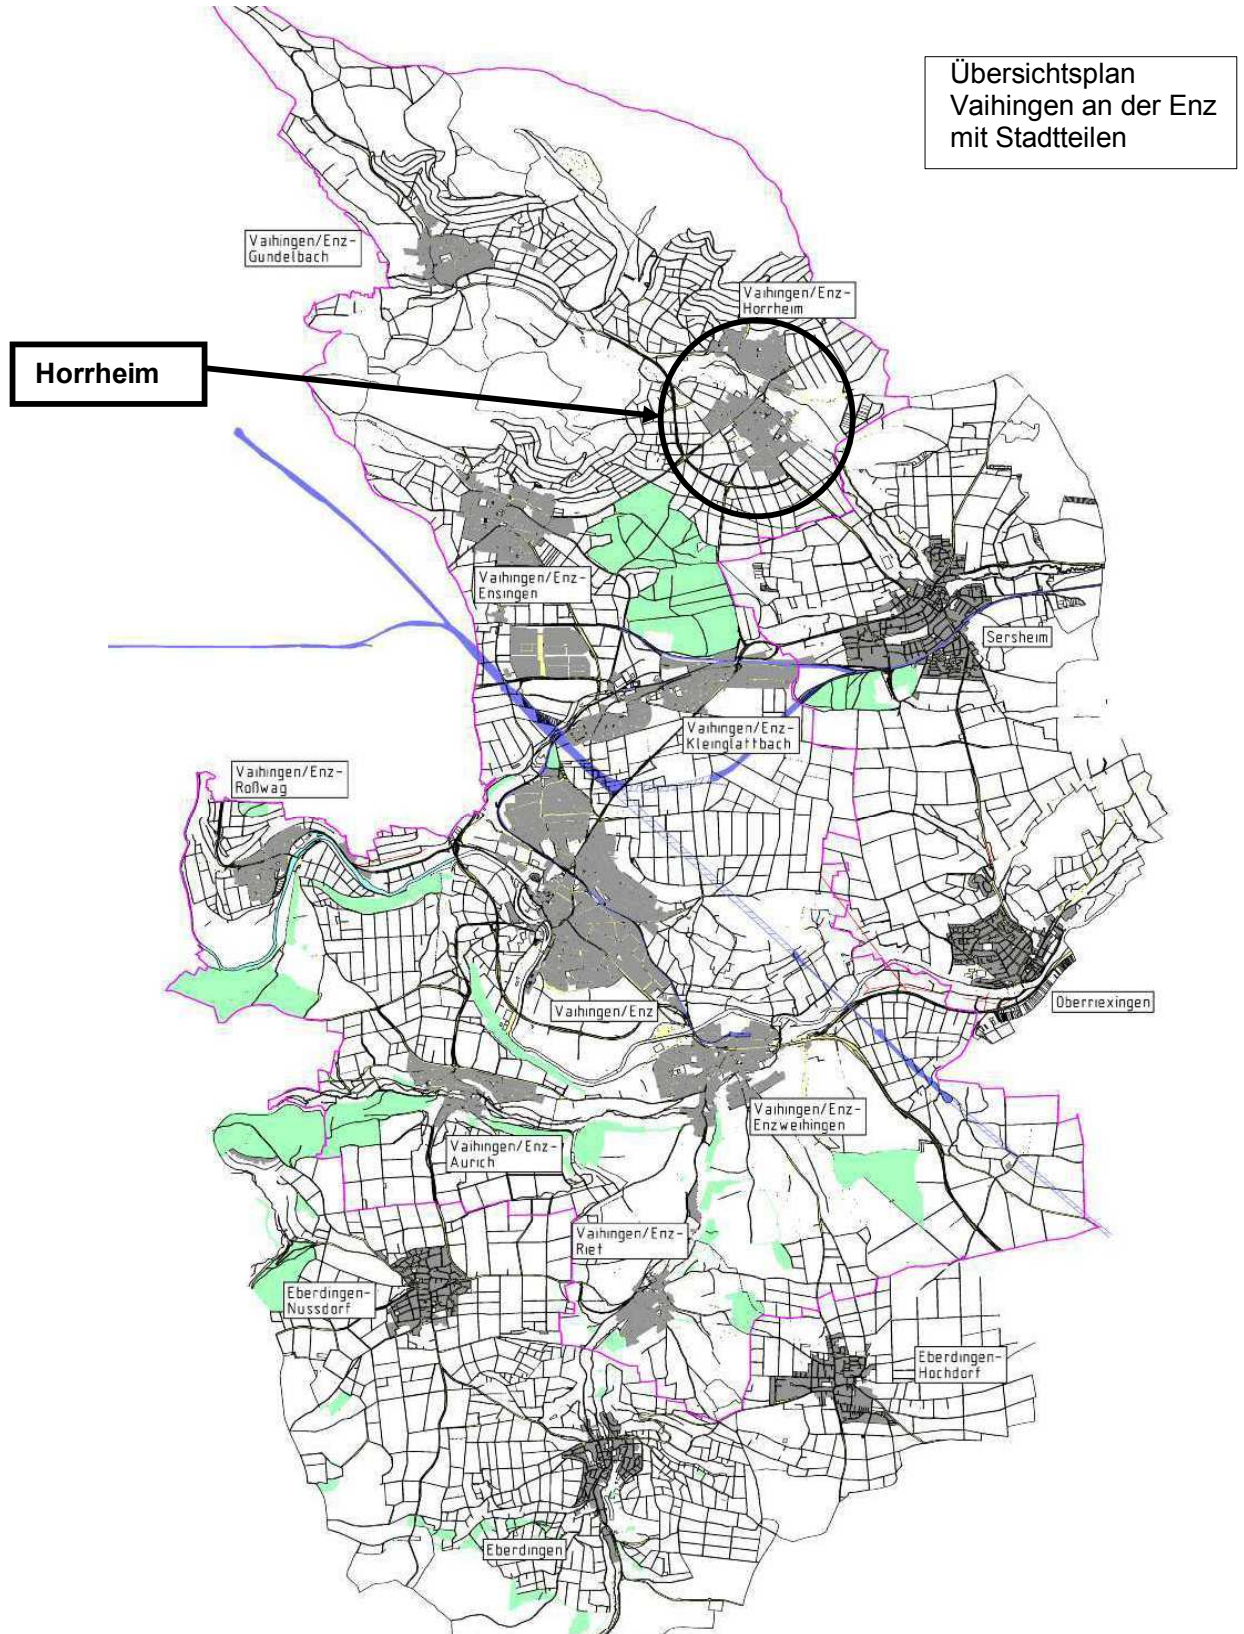 Übersichtsplan
Vaihingen an der Enz
mit Stadtteilen
Vaihingen/Enz-
Gundelbach
Vaihingen/Enz-
Horrheim
Horrheim
Vaihingen/Enz-
Ensingen
Sersheim
Vaihingen/Enz-
Kleinglattbach
Vaihingen/Enz-
Roßwag
Vaihingen/Enz
Oberriexingen
Vaihingen/Enz-
Enzweihingen
Vaihingen/Enz-
Aurich
Vaihingen/Enz-
Riet
Eberdingen-
Nussdorf
Eberdingen-
Hochdorf
Eberdingen